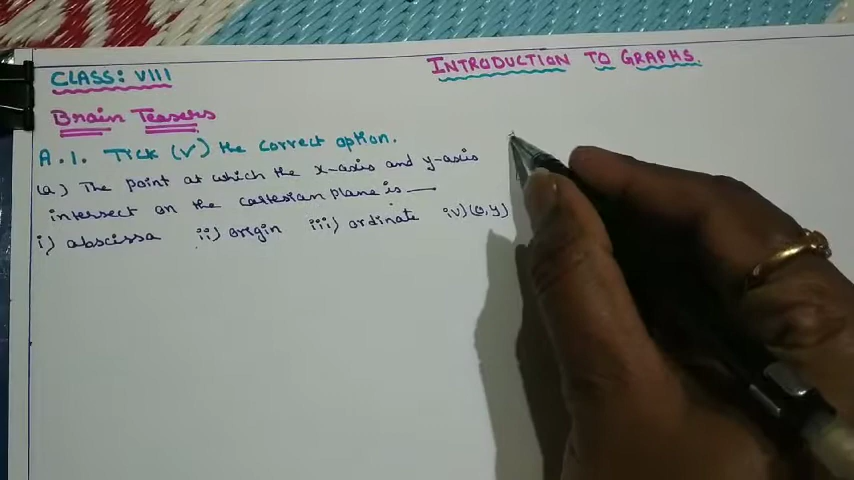 CLASS: VIII
INTRODUCTION TO GRAPHS.
Brain Teasers
A.1. TICK (√) the correct option.
(a) The point at which the x-axis and y-axis
intersect on the cartesian plane is —
i) abscissa ii) origin iii) ordinate iv) (0,y)